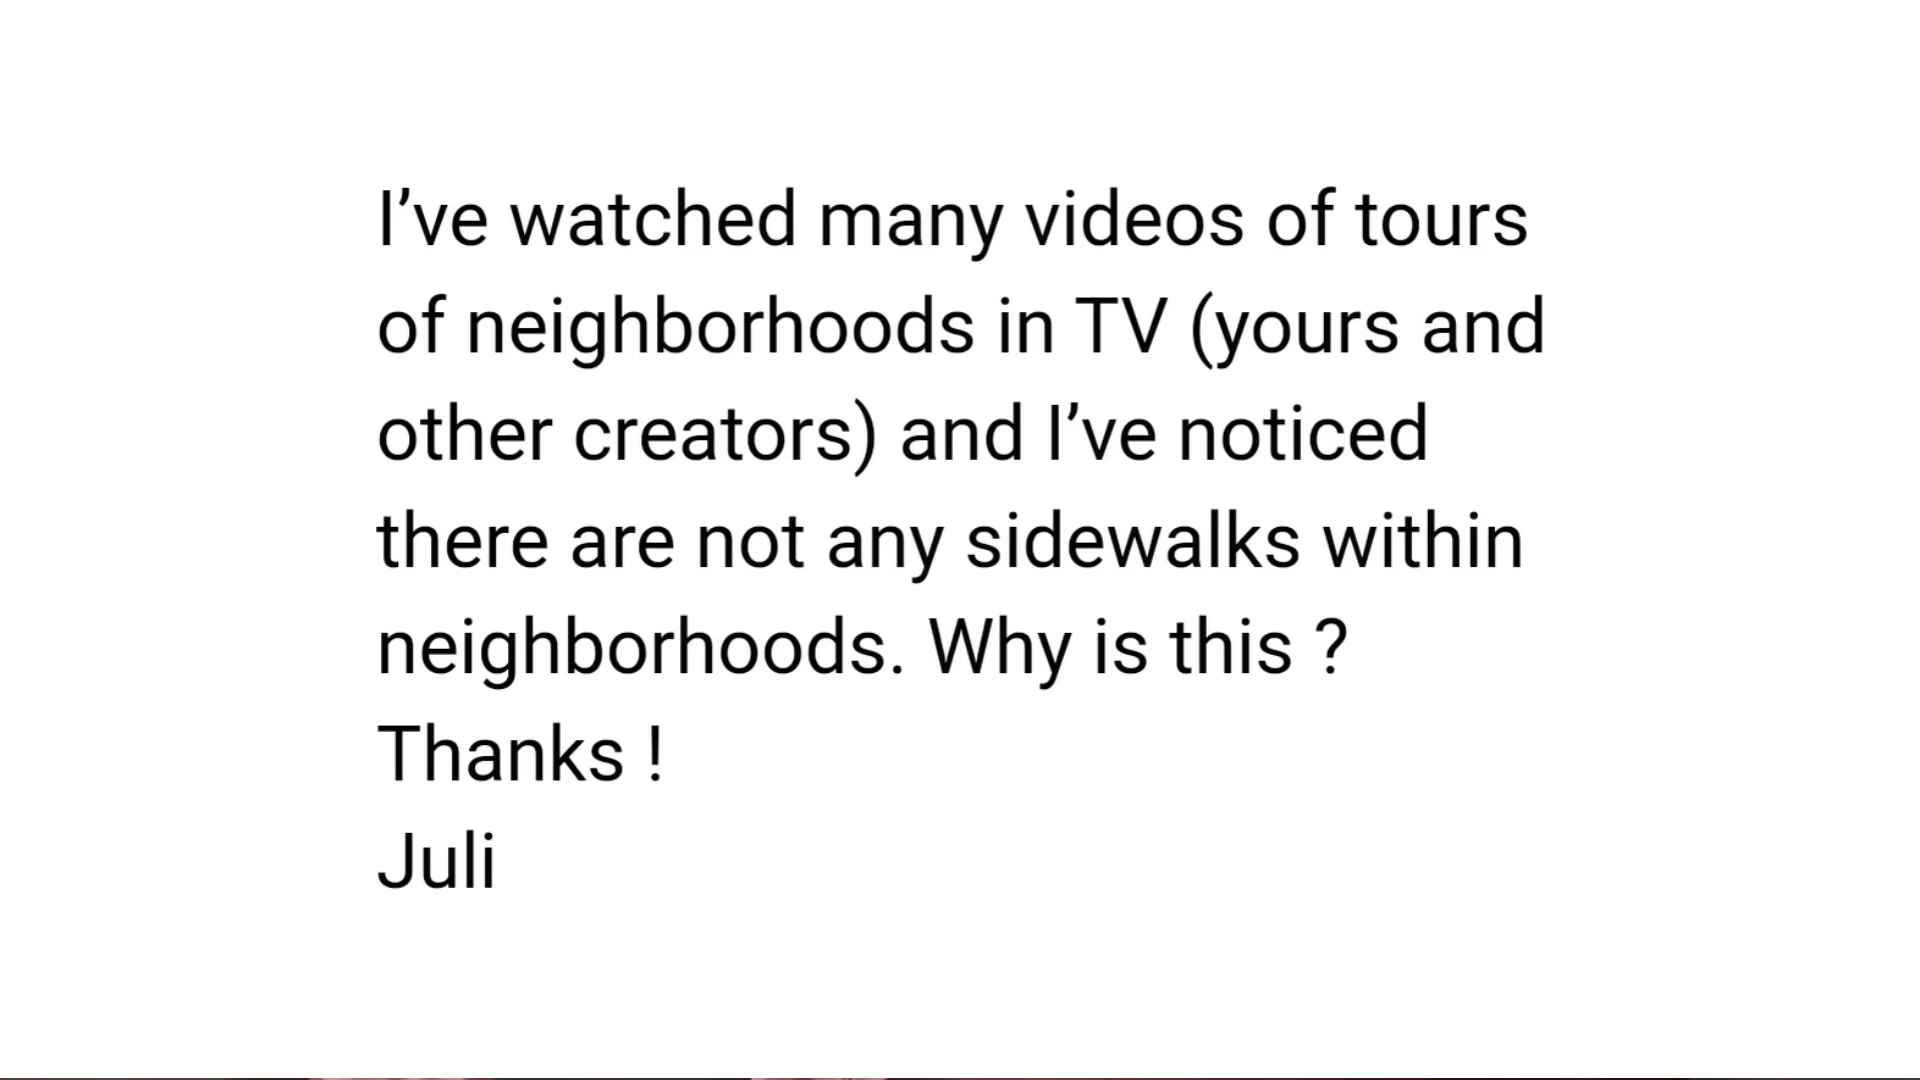 I’ve watched many videos of tours
of neighborhoods in TV (yours and
other creators) and I’ve noticed
there are not any sidewalks within
neighborhoods. Why is this ?
Thanks !
Juli